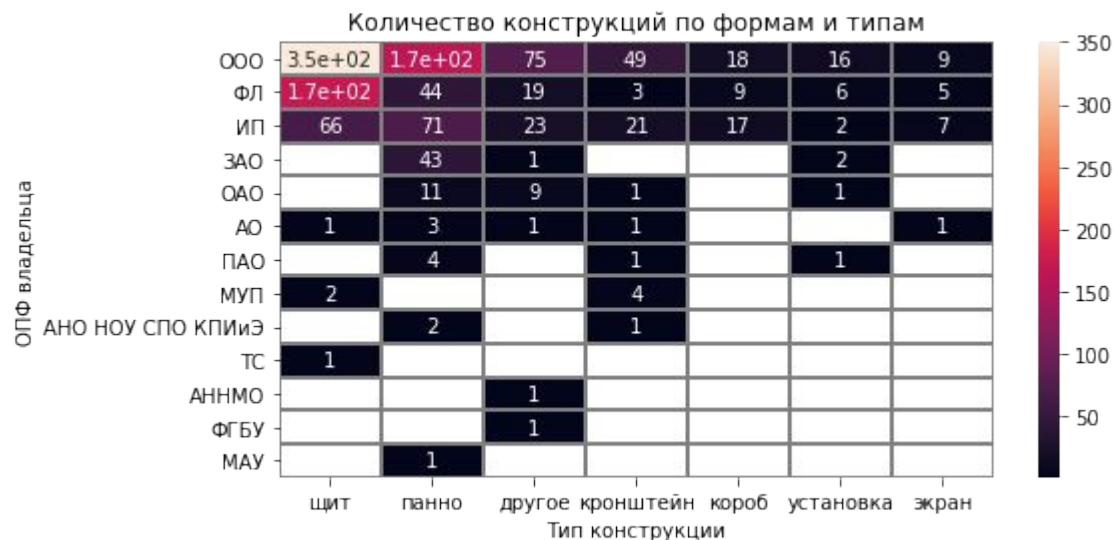 Количество конструкций по формам и типам
ООО 3.5e+02 1.7e+02 75 49 18 16 9
ФЛ 1.7e+02 44 19 3 9 6 5
ИП 66 71 23 21 17 2 7
ЗАО 43 1 2
ОАО 11 9 1 1
АО 1 3 1 1 1
ПАО 4 1 1
МУП 2 4
АНО НОУ СПО КПИиЭ 2 1
ТС 1
АННМО 1
ФГБУ 1
МАУ 1
щит панно другое кронштейн короб установка экран
Тип конструкции
ОПФ владельца
350
300
250
200
150
100
50